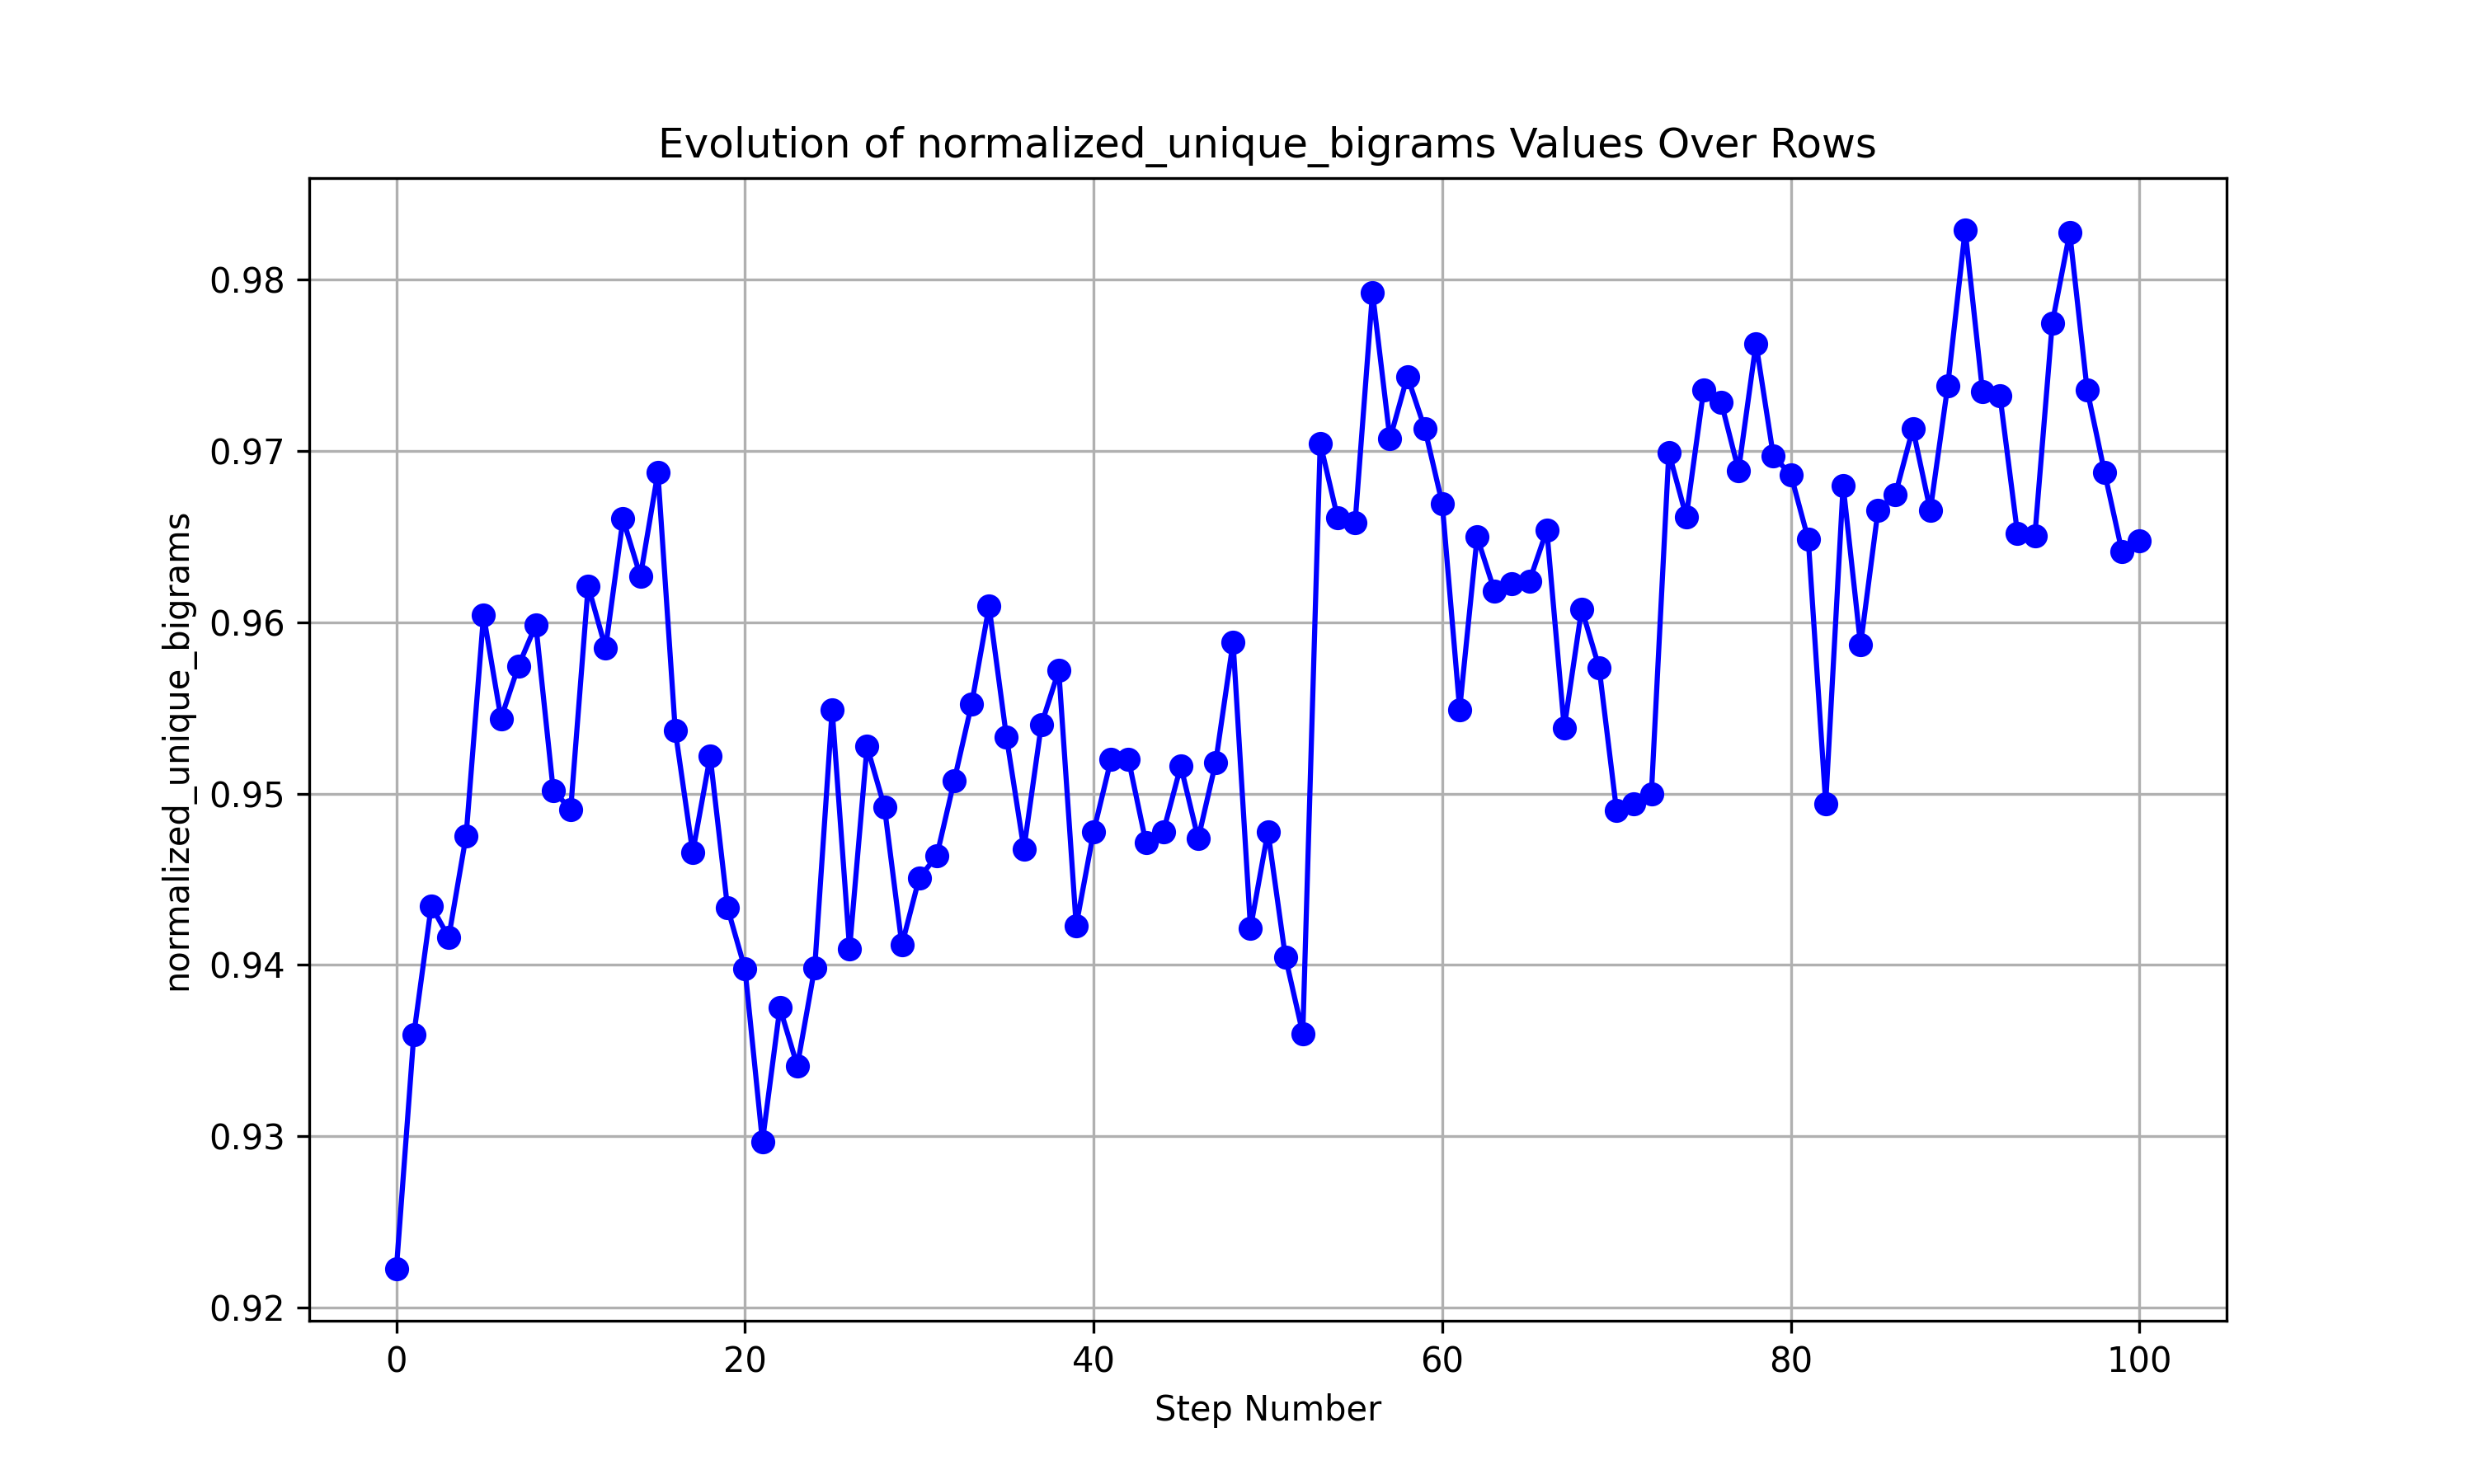 Evolution of normalized_unique_bigrams Values Over Rows
normalized_unique_bigrams
0.98
0.97
0.96
0.95
0.94
0.93
0.92
0 20 40 60 80 100
Step Number